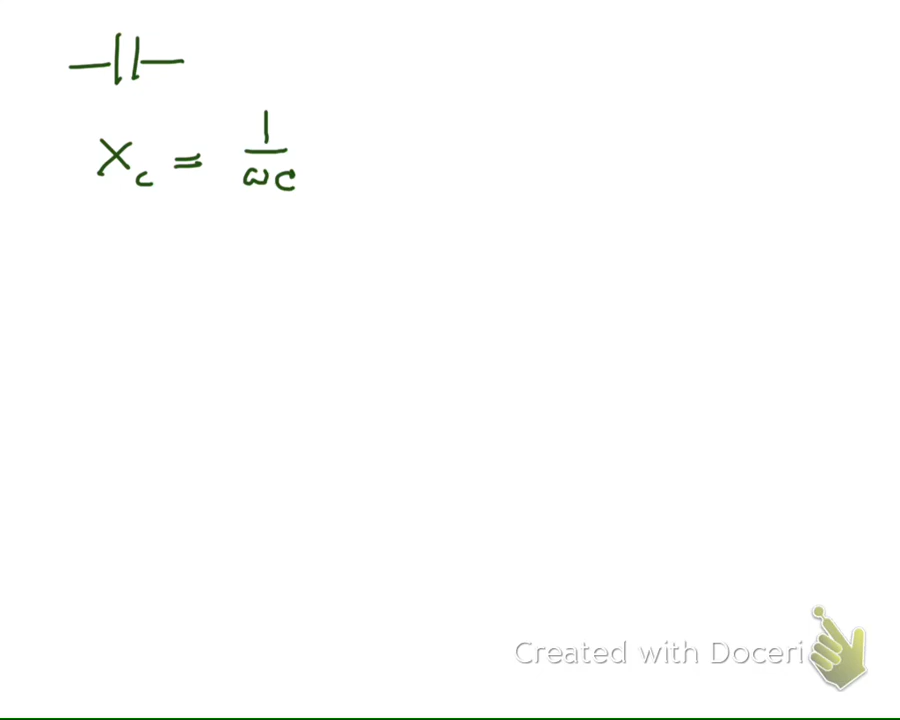 X_c = 1/ωc
Created with Doceri